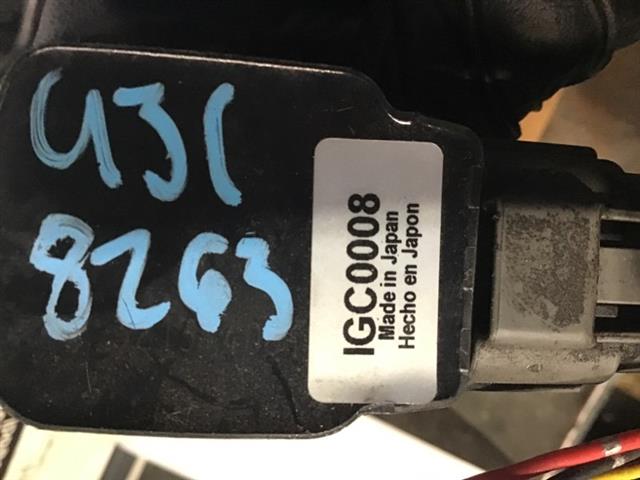 431
8263
IGC0008
Made in Japan
Hecho en Japon